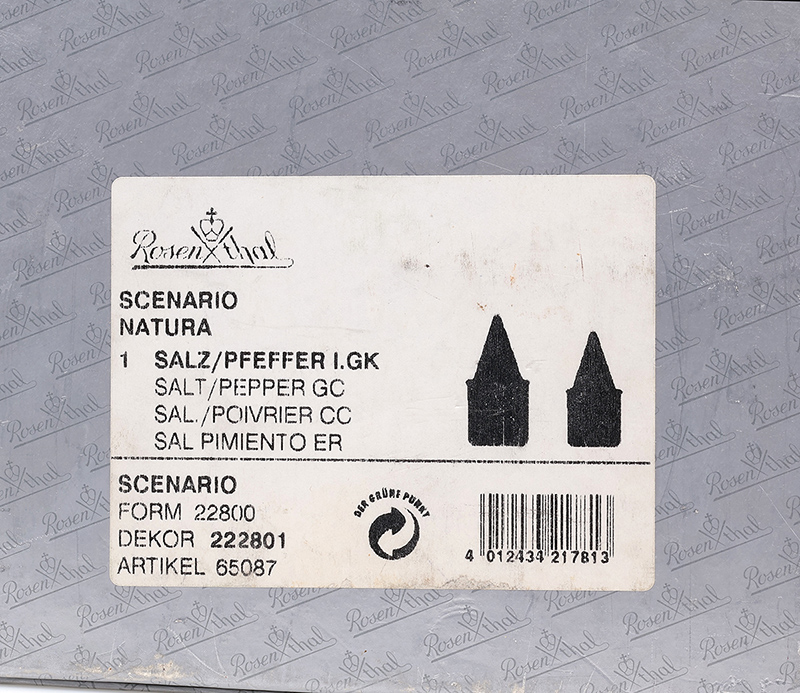 Rosenthal
SCENARIO
NATURA
1 SALZ/PFEFFER I.GK
SALT/PEPPER GC
SAL./POIVRIER CC
SAL PIMIENTO ER
SCENARIO
FORM 22800
DEKOR 222801
ARTIKEL 65087
DER GRÜNE PUNKT
4 012434 217813